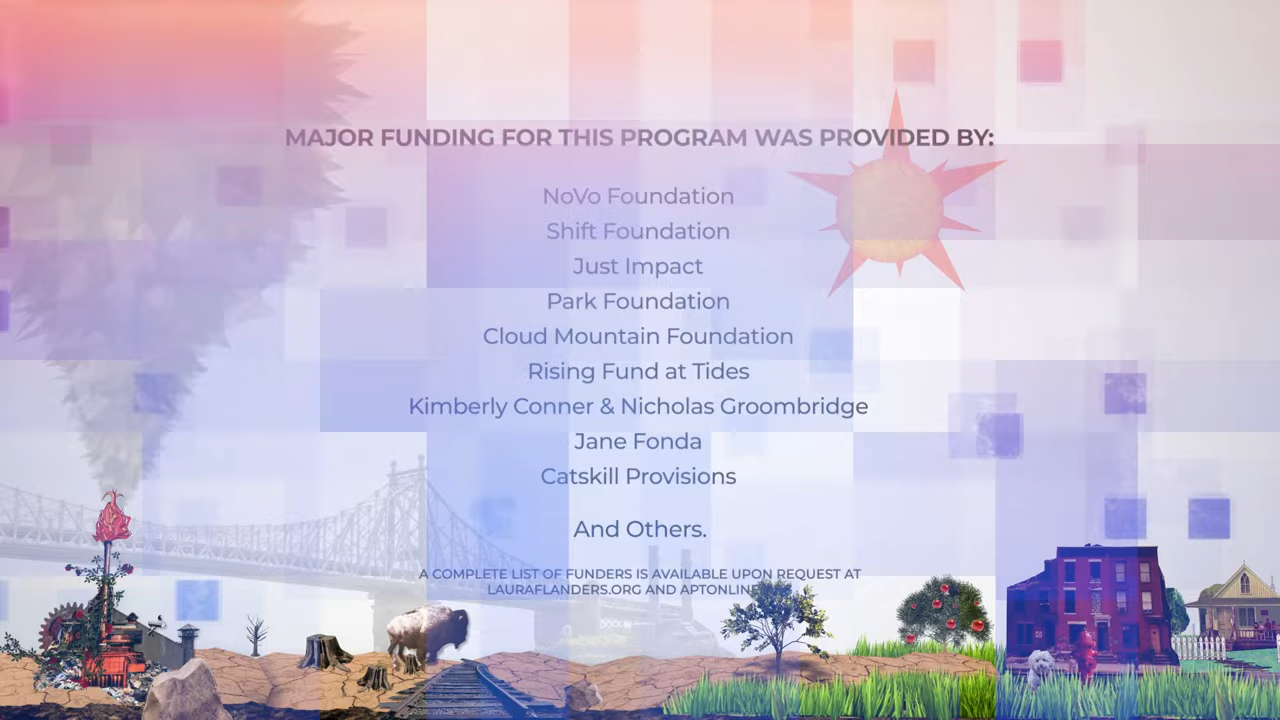 MAJOR FUNDING FOR THIS PROGRAM WAS PROVIDED BY:
NoVo Foundation
Shift Foundation
Just Impact
Park Foundation
Cloud Mountain Foundation
Rising Fund at Tides
Kimberly Conner & Nicholas Groombridge
Jane Fonda
Catskill Provisions
And Others.
A COMPLETE LIST OF FUNDERS IS AVAILABLE UPON REQUEST AT
LAURAFLANDERS.ORG AND